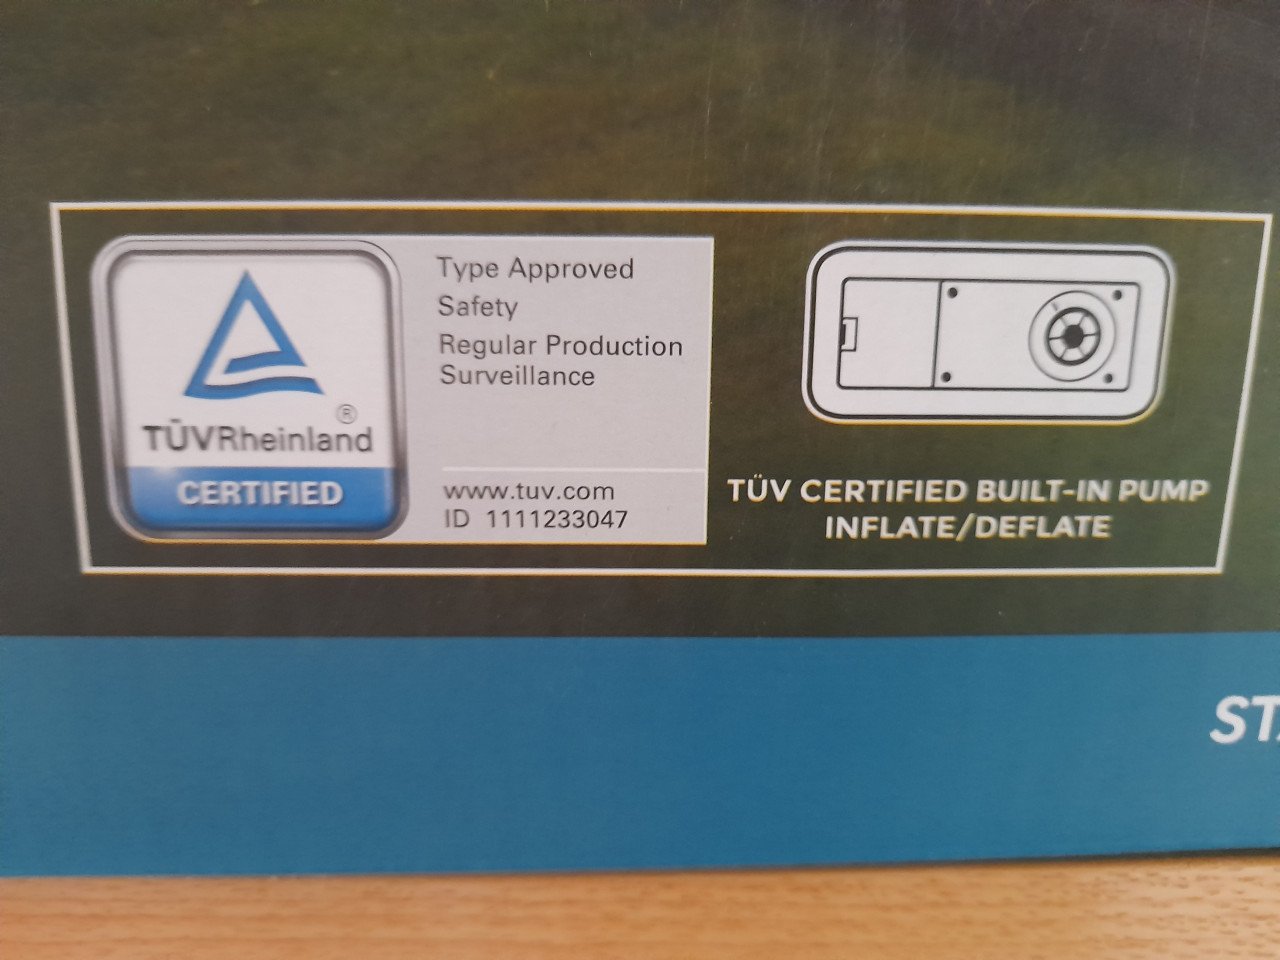 Type Approved
Safety
Regular Production
Surveillance
TÜVRheinland®
CERTIFIED
www.tuv.com
ID 1111233047
TÜV CERTIFIED BUILT-IN PUMP
INFLATE/DEFLATE